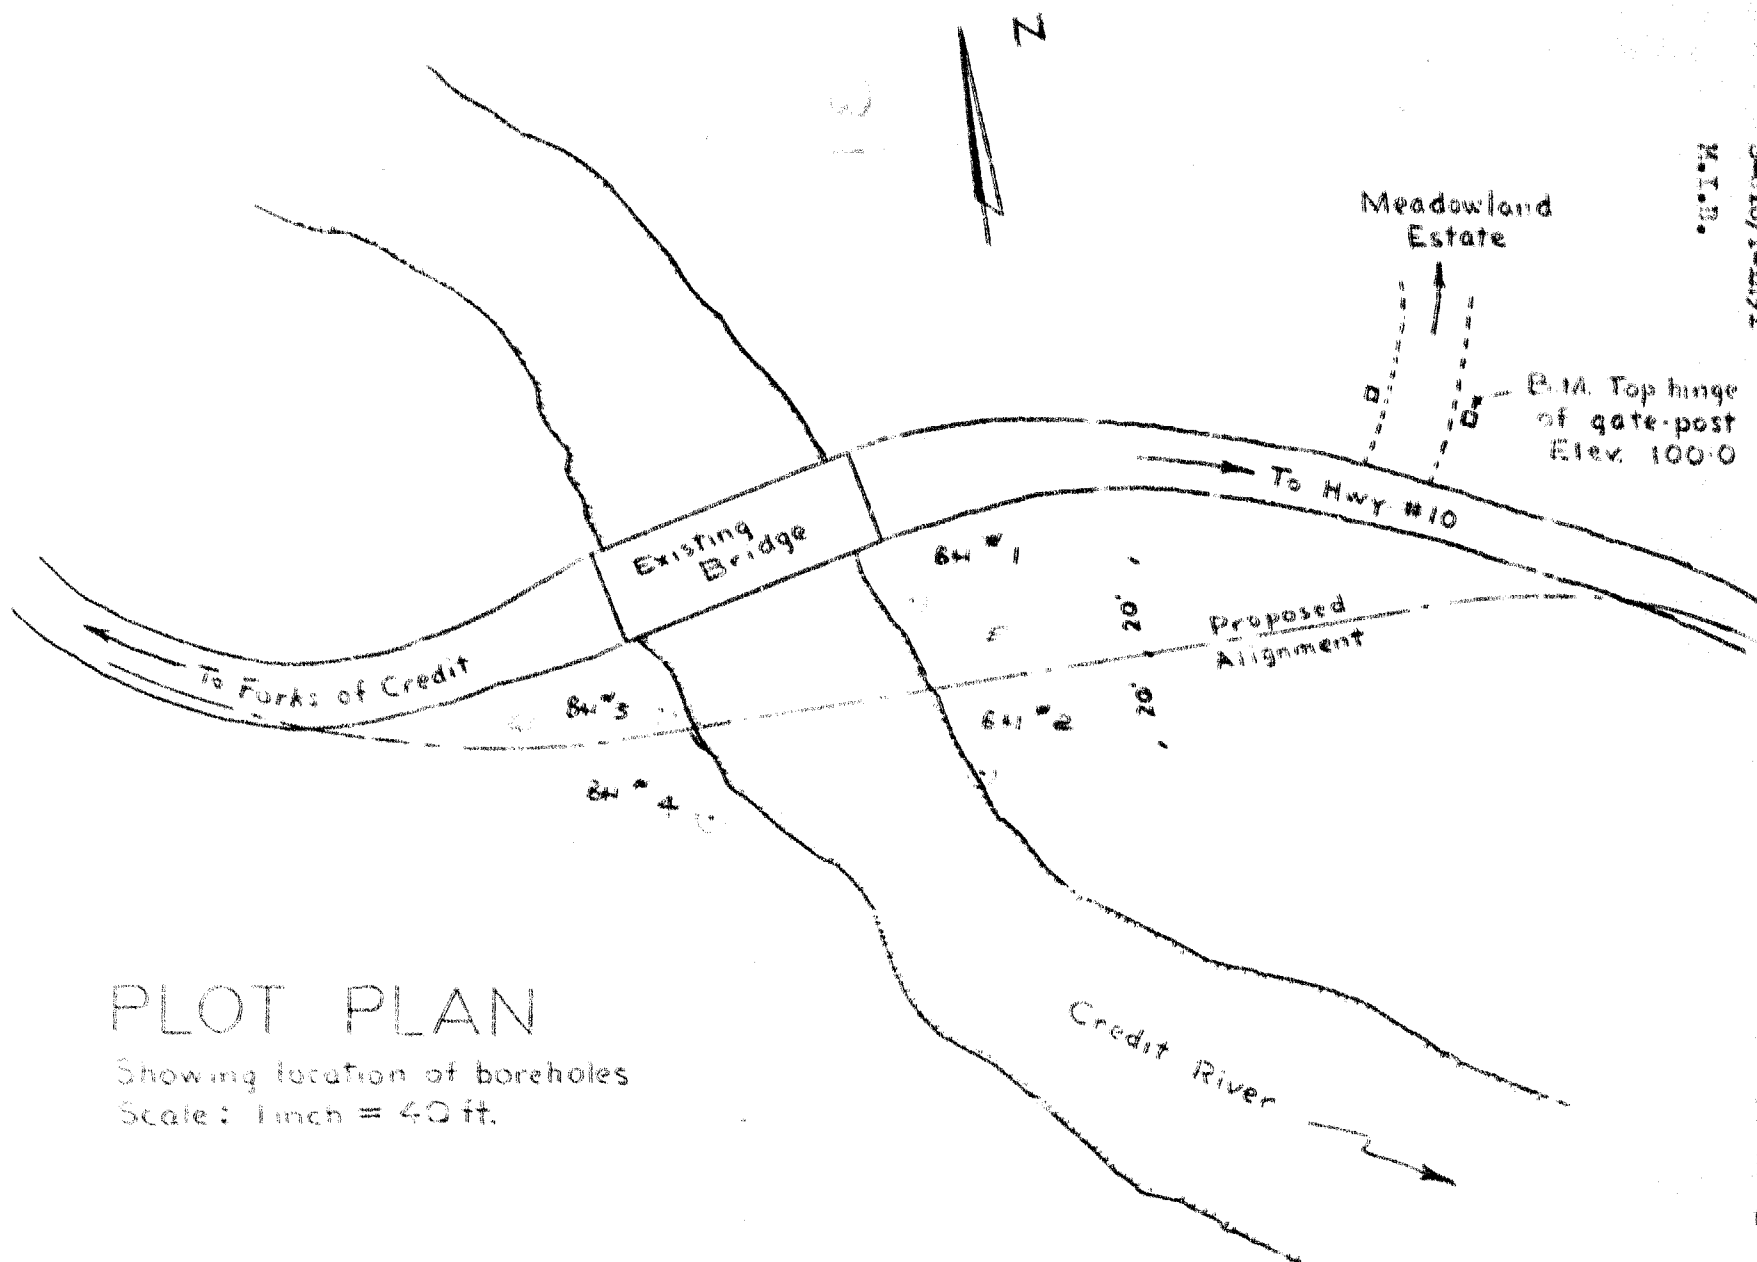 N
Meadowland
Estate
B.M. Top hinge
of gate-post
Elev. 100.0
To Hwy #10
Existing
Bridge
BH #1
20'
Proposed
Alignment
20'
To Forks of Credit
BH #3
BH #2
BH #4
PLOT PLAN
Showing location of boreholes
Scale: 1 inch = 40 ft.
Credit River